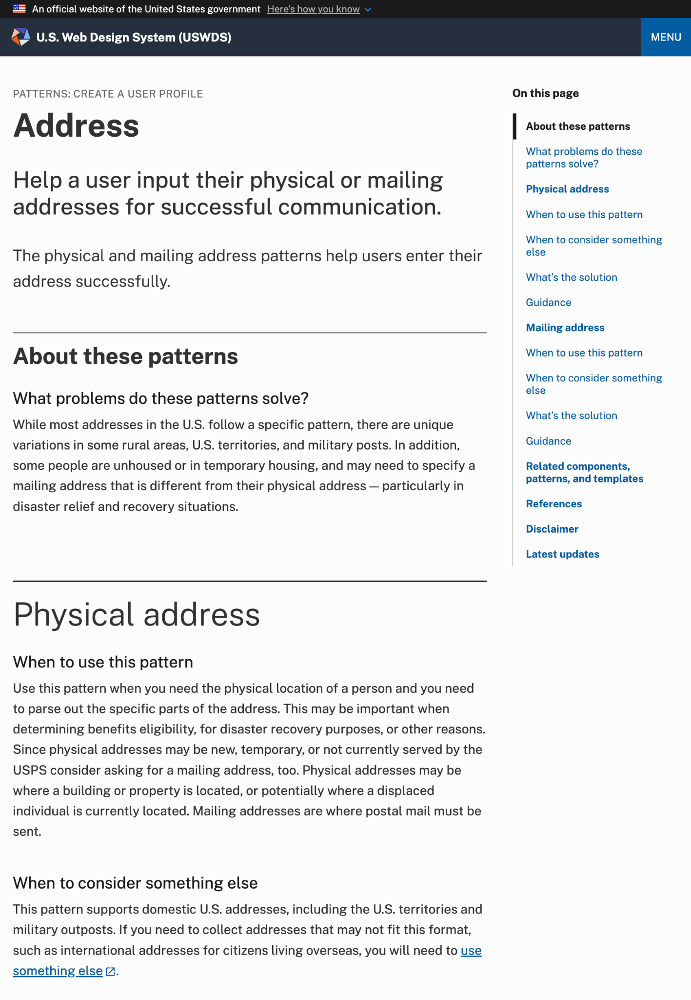 An official website of the United States government Here’s how you know
U.S. Web Design System (USWDS)
MENU
PATTERNS: CREATE A USER PROFILE
Address
Help a user input their physical or mailing
addresses for successful communication.
The physical and mailing address patterns help users enter their
address successfully.
About these patterns
What problems do these patterns solve?
While most addresses in the U.S. follow a specific pattern, there are unique
variations in some rural areas, U.S. territories, and military posts. In addition,
some people are unhoused or in temporary housing, and may need to specify a
mailing address that is different from their physical address — particularly in
disaster relief and recovery situations.
Physical address
When to use this pattern
Use this pattern when you need the physical location of a person and you need
to parse out the specific parts of the address. This may be important when
determining benefits eligibility, for disaster recovery purposes, or other reasons.
Since physical addresses may be new, temporary, or not currently served by the
USPS consider asking for a mailing address, too. Physical addresses may be
where a building or property is located, or potentially where a displaced
individual is currently located. Mailing addresses are where postal mail must be
sent.
When to consider something else
This pattern supports domestic U.S. addresses, including the U.S. territories and
military outposts. If you need to collect addresses that may not fit this format,
such as international addresses for citizens living overseas, you will need to use
something else.
On this page
About these patterns
What problems do these
patterns solve?
Physical address
When to use this pattern
When to consider something
else
What’s the solution
Guidance
Mailing address
When to use this pattern
When to consider something
else
What’s the solution
Guidance
Related components,
patterns, and templates
References
Disclaimer
Latest updates